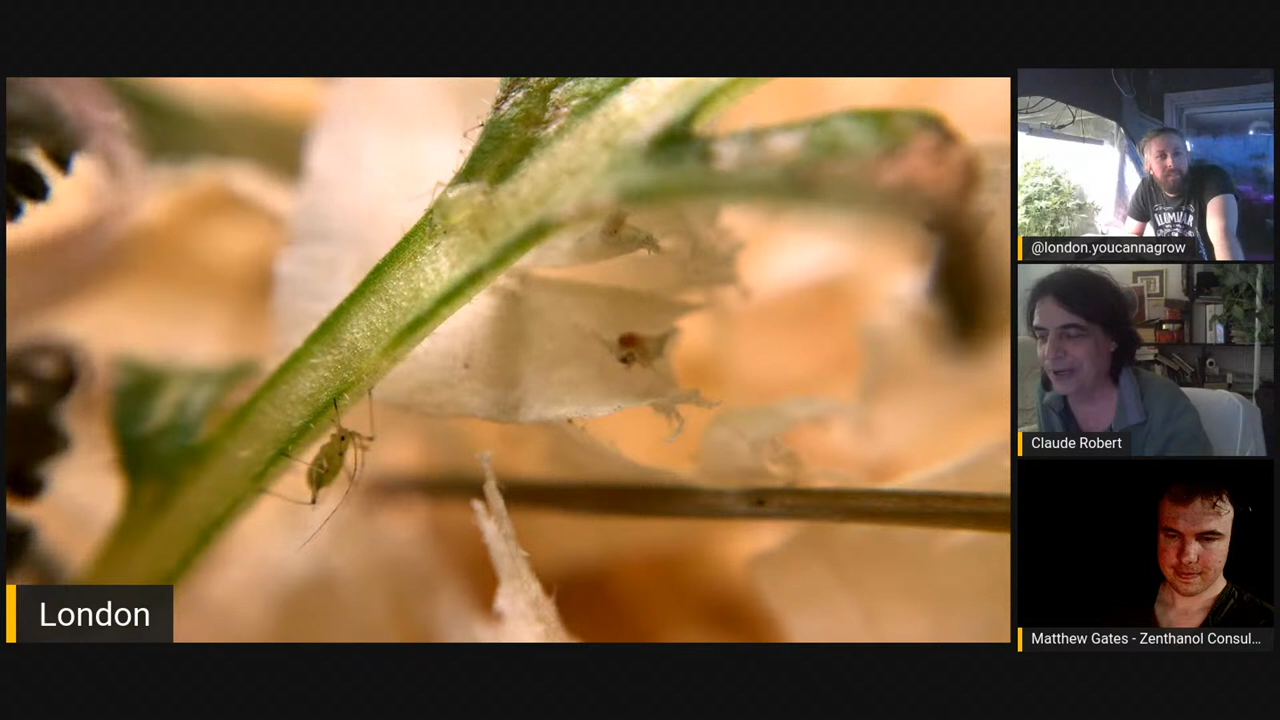 London
@london.youcannagrow
Claude Robert
Matthew Gates - Zenthanol Consul...